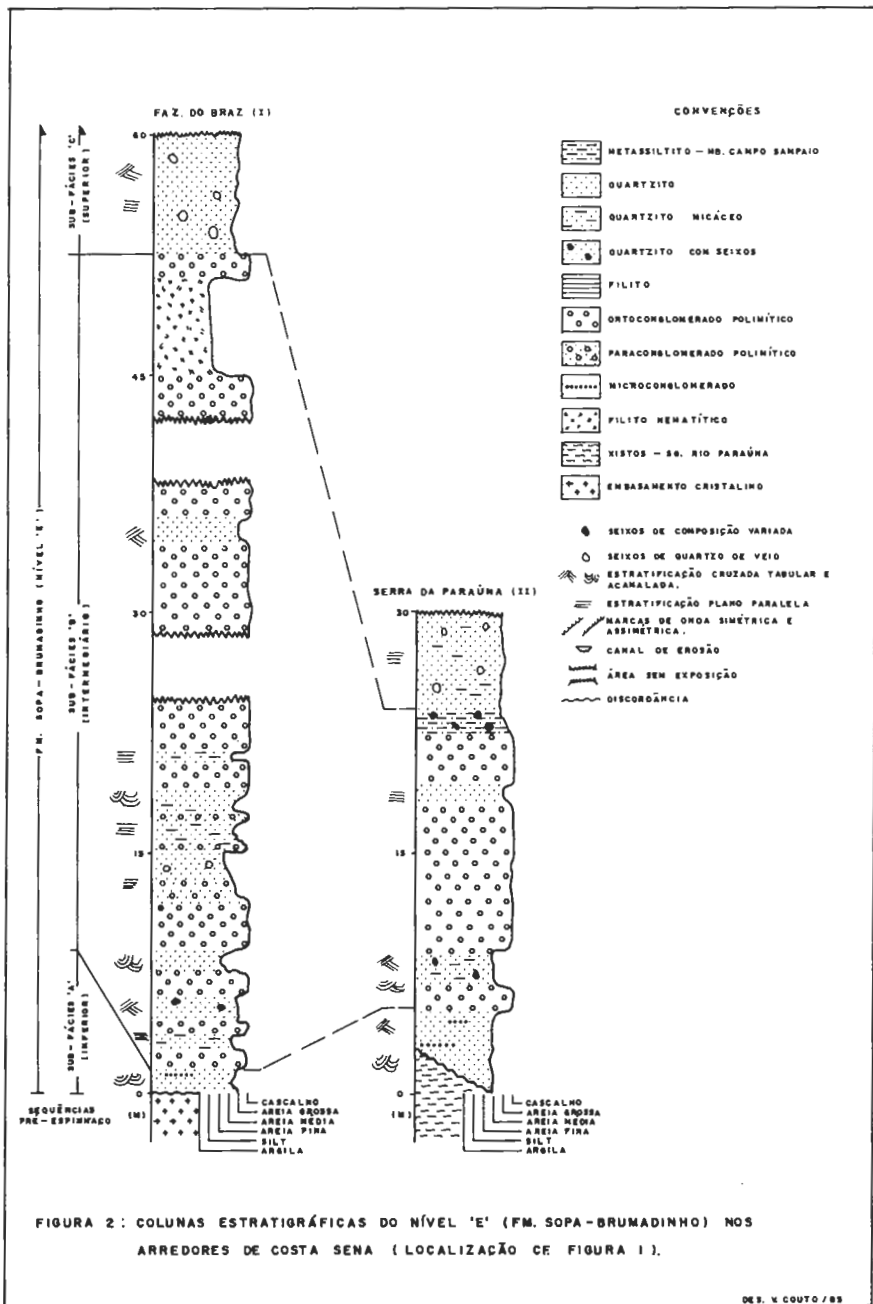 FAZ. DO BRAZ (I)
60
45
30
15
0
(M)
SUB-FÁCIES 'C'
(SUPERIOR)
SUB-FÁCIES 'B'
(INTERMEDIÁRIO)
SUB-FÁCIES 'A'
(INFERIOR)
FM. SOPA-BRUMADINHO (NÍVEL 'E')
SEQUÊNCIAS
PRÉ-ESPINHAÇO
CASCALHO
AREIA GROSSA
AREIA MÉDIA
AREIA FINA
SILT
ARGILA
SERRA DA PARAÚNA (II)
30
15
0
(M)
CASCALHO
AREIA GROSSA
AREIA MÉDIA
AREIA FINA
SILT
ARGILA
CONVENÇÕES
METASSILTITO – MB. CAMPO SAMPAIO
QUARTZITO
QUARTZITO MICÁCEO
QUARTZITO COM SEIXOS
FILITO
ORTOCONGLOMERADO POLIMÍTICO
PARACONGLOMERADO POLIMÍTICO
MICROCONGLOMERADO
FILITO HEMATÍTICO
XISTOS – SG. RIO PARAÚNA
EMBASAMENTO CRISTALINO
SEIXOS DE COMPOSIÇÃO VARIADA
SEIXOS DE QUARTZO DE VEIO
ESTRATIFICAÇÃO CRUZADA TABULAR E
ACANALADA.
ESTRATIFICAÇÃO PLANO PARALELA
MARCAS DE ONDA SIMÉTRICA E
ASSIMÉTRICA.
CANAL DE EROSÃO
ÁREA SEM EXPOSIÇÃO
DISCORDÂNCIA
FIGURA 2: COLUNAS ESTRATIGRÁFICAS DO NÍVEL 'E' (FM. SOPA-BRUMADINHO) NOS
ARREDORES DE COSTA SENA (LOCALIZAÇÃO CF. FIGURA 1).
DES. V. COUTO / 85